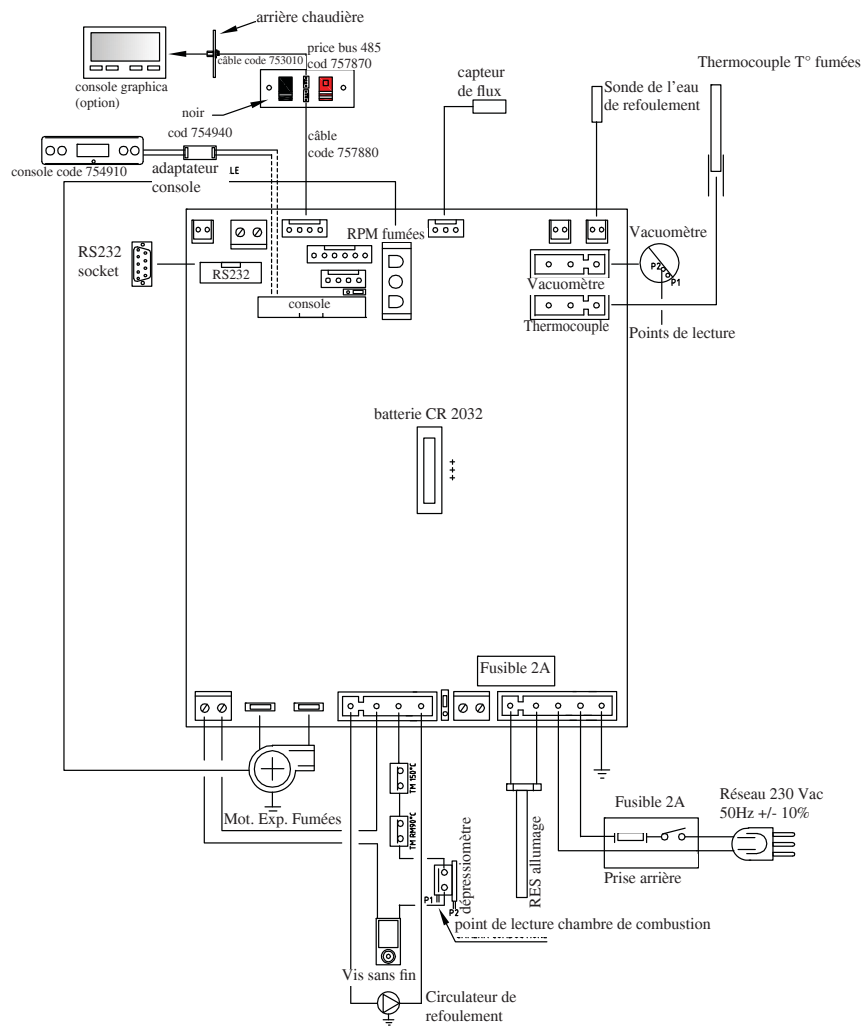 arrière chaudière
console graphica
(option)
câble code 753010
price bus 485
cod 757870
noir
cod 754940
câble
code 757880
capteur
de flux
Sonde de l'eau
de refoulement
Thermocouple T° fumées
console code 754910
adaptateur
console
LE
RS232
socket
RS232
RPM fumées
console
Vacuomètre
P2
P1
Vacuomètre
Thermocouple
Points de lecture
batterie CR 2032
+++
Fusible 2A
Mot. Exp. Fumées
TM 150°C
TM RM90°C
dépressiomètre
P1
P2
point de lecture chambre de combustion
RES allumage
Fusible 2A
Prise arrière
Réseau 230 Vac
50Hz +/- 10%
Vis sans fin
Circulateur de
refoulement